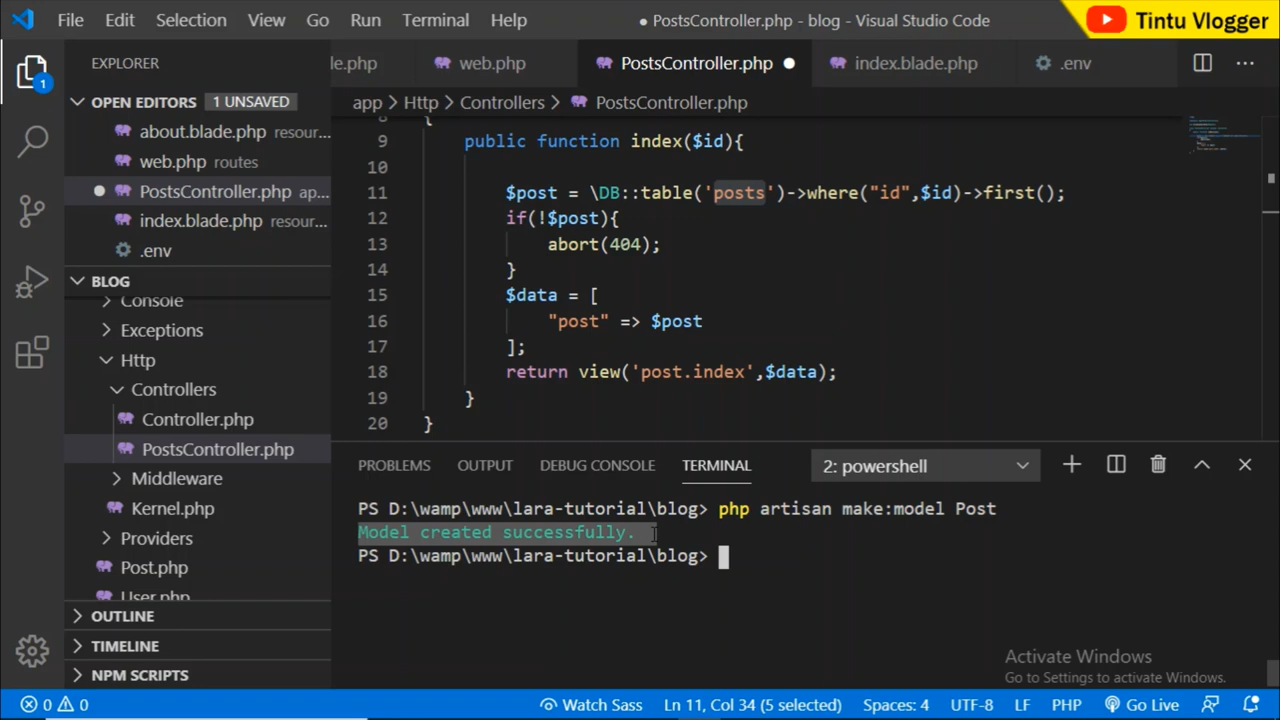 File Edit Selection View Go Run Terminal Help
● PostsController.php - blog - Visual Studio Code
Tintu Vlogger
EXPLORER
le.php web.php PostsController.php index.blade.php .env
1
OPEN EDITORS 1 UNSAVED
about.blade.php resour...
web.php routes
PostsController.php ap...
index.blade.php resour...
.env
BLOG
Console
Exceptions
Http
Controllers
Controller.php
PostsController.php
Middleware
Kernel.php
Providers
Post.php
User.php
OUTLINE
TIMELINE
NPM SCRIPTS
app > Http > Controllers > PostsController.php
8 {
9 public function index($id){
10
11 $post = \DB::table('posts')->where("id",$id)->first();
12 if(!$post){
13 abort(404);
14 }
15 $data = [
16 "post" => $post
17 ];
18 return view('post.index',$data);
19 }
20 }
PROBLEMS OUTPUT DEBUG CONSOLE TERMINAL 2: powershell
PS D:\wamp\www\lara-tutorial\blog> php artisan make:model Post
Model created successfully.
PS D:\wamp\www\lara-tutorial\blog>
Activate Windows
Go to Settings to activate Windows.
0 0 Watch Sass Ln 11, Col 34 (5 selected) Spaces: 4 UTF-8 LF PHP Go Live